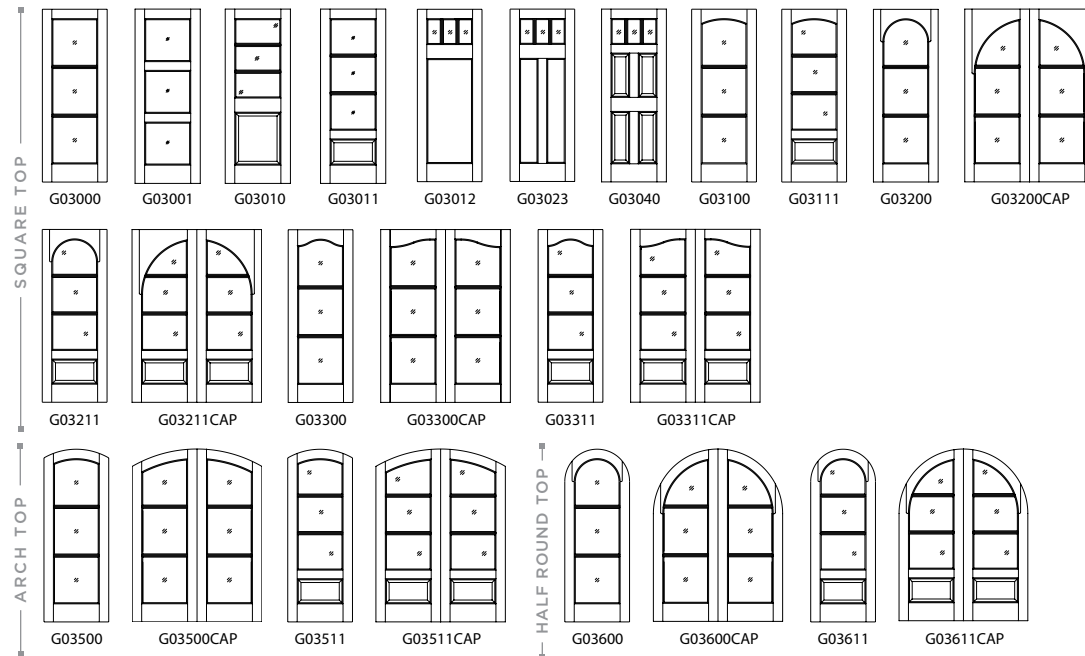 SQUARE TOP
G03000 G03001 G03010 G03011 G03012 G03023 G03040 G03100 G03111 G03200 G03200CAP
G03211 G03211CAP G03300 G03300CAP G03311 G03311CAP
ARCH TOP
G03500 G03500CAP G03511 G03511CAP
HALF ROUND TOP
G03600 G03600CAP G03611 G03611CAP